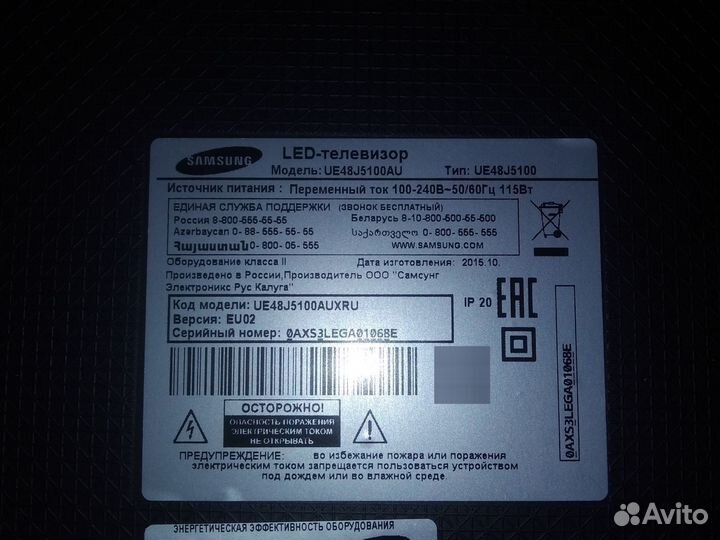 SAMSUNG
LED-телевизор
Модель: UE48J5100AU Тип: UE48J5100
Источник питания : Переменный ток 100-240В~50/60Гц 115Вт
ЕДИНАЯ СЛУЖБА ПОДДЕРЖКИ (ЗВОНОК БЕСПЛАТНЫЙ)
Россия 8-800-555-55-55 Беларусь 8-10-800-500-55-500
Azerbaycan 0- 88- 555- 55- 55 საქართველო 0- 800- 555- 555
Հայաստան 0- 800- 05- 555 WWW.SAMSUNG.COM
Оборудование класса II Дата изготовления: 2015.10.
Произведено в России,Производитель ООО "Самсунг
Электроникс Рус Калуга"
Код модели: UE48J5100AUXRU
Версия: EU02
Серийный номер: 0AXS3LEGA01068E
IP 20
EAC
0AXS3LEGA01068E
ОСТОРОЖНО!
ОПАСНОСТЬ ПОРАЖЕНИЯ
ЭЛЕКТРИЧЕСКИМ ТОКОМ
НЕ ОТКРЫВАТЬ
ПРЕДУПРЕЖДЕНИЕ: во избежание пожара или поражения
электрическим током запрещается пользоваться устройством
под дождем или во влажной среде.
ЭНЕРГЕТИЧЕСКАЯ ЭФФЕКТИВНОСТЬ ОБОРУДОВАНИЯ
Avito